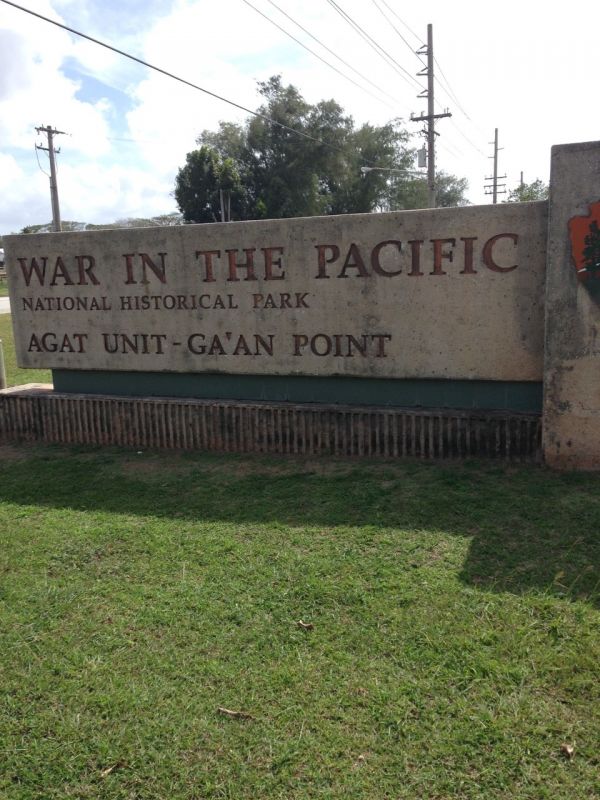 WAR IN THE PACIFIC
NATIONAL HISTORICAL PARK
AGAT UNIT-GA'AN POINT